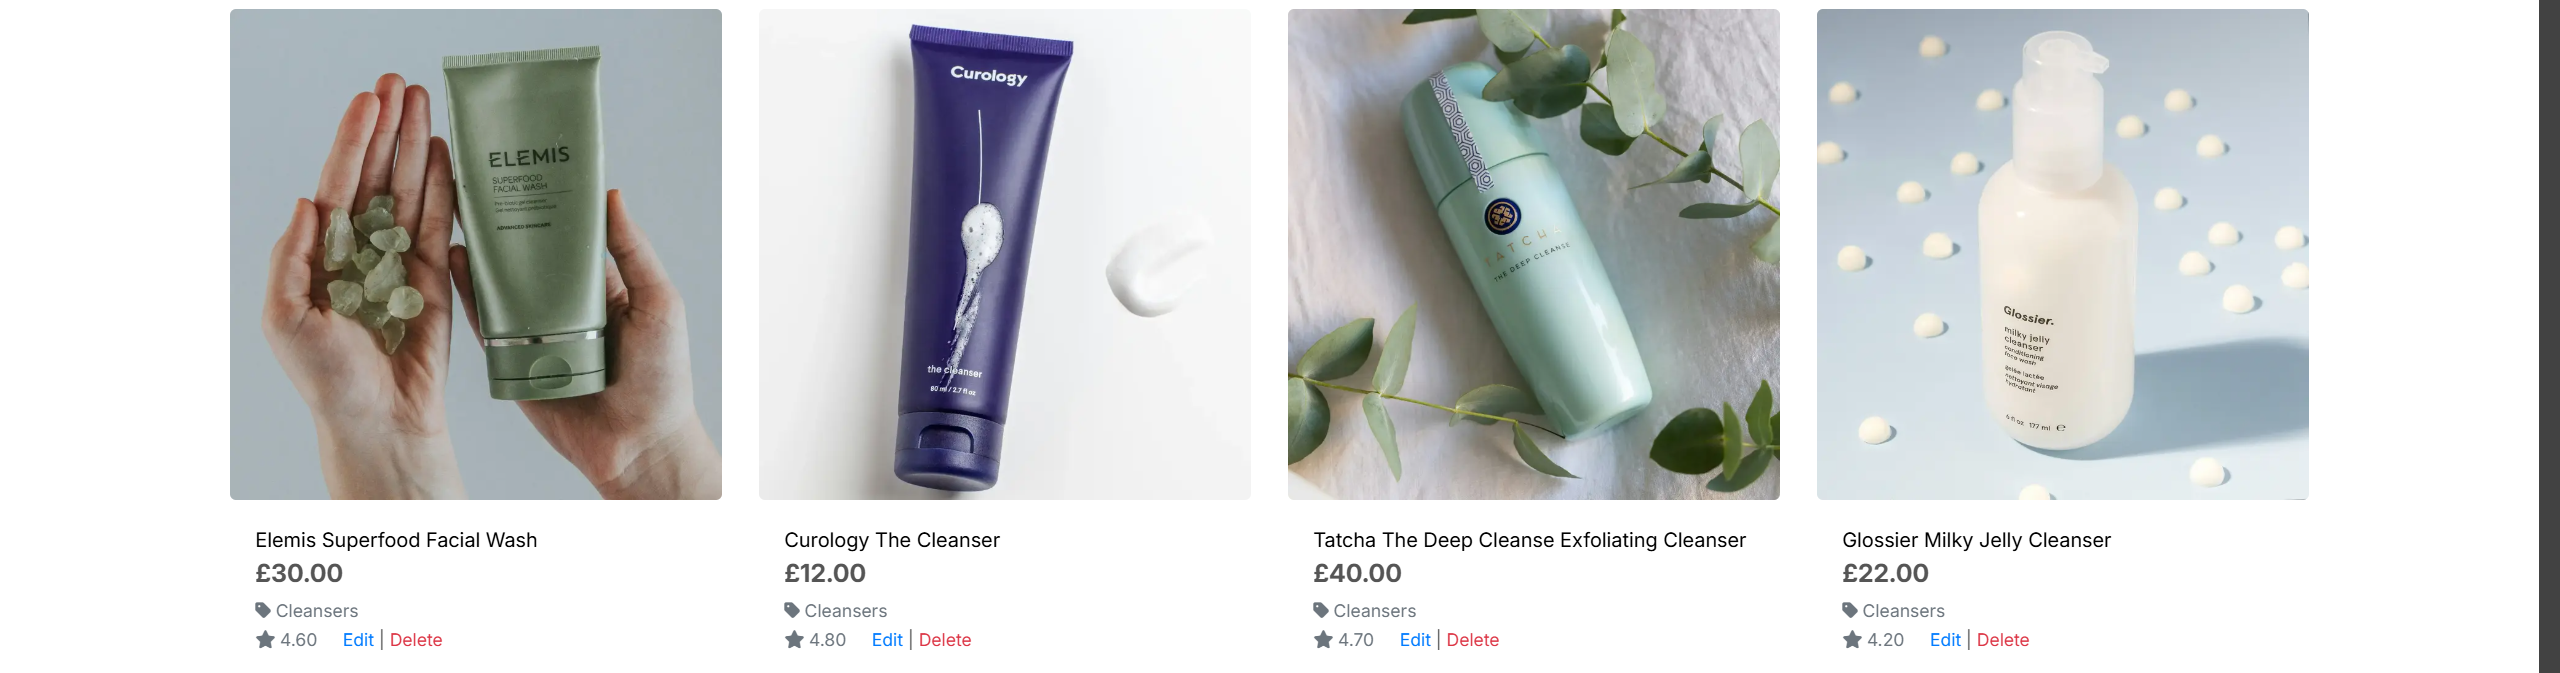 ELEMIS
SUPERFOOD
FACIAL WASH
ADVANCED SKINCARE
Curology
the cleanser
80 ml / 2.7 fl oz
TATCHA
THE DEEP CLEANSE
Glossier.
milky jelly
cleanser
conditioning
face wash
gelée lactée
nettoyant visage
hydratant
6 fl oz 177 ml ℮
Elemis Superfood Facial Wash
£30.00
Cleansers
4.60 Edit | Delete
Curology The Cleanser
£12.00
Cleansers
4.80 Edit | Delete
Tatcha The Deep Cleanse Exfoliating Cleanser
£40.00
Cleansers
4.70 Edit | Delete
Glossier Milky Jelly Cleanser
£22.00
Cleansers
4.20 Edit | Delete